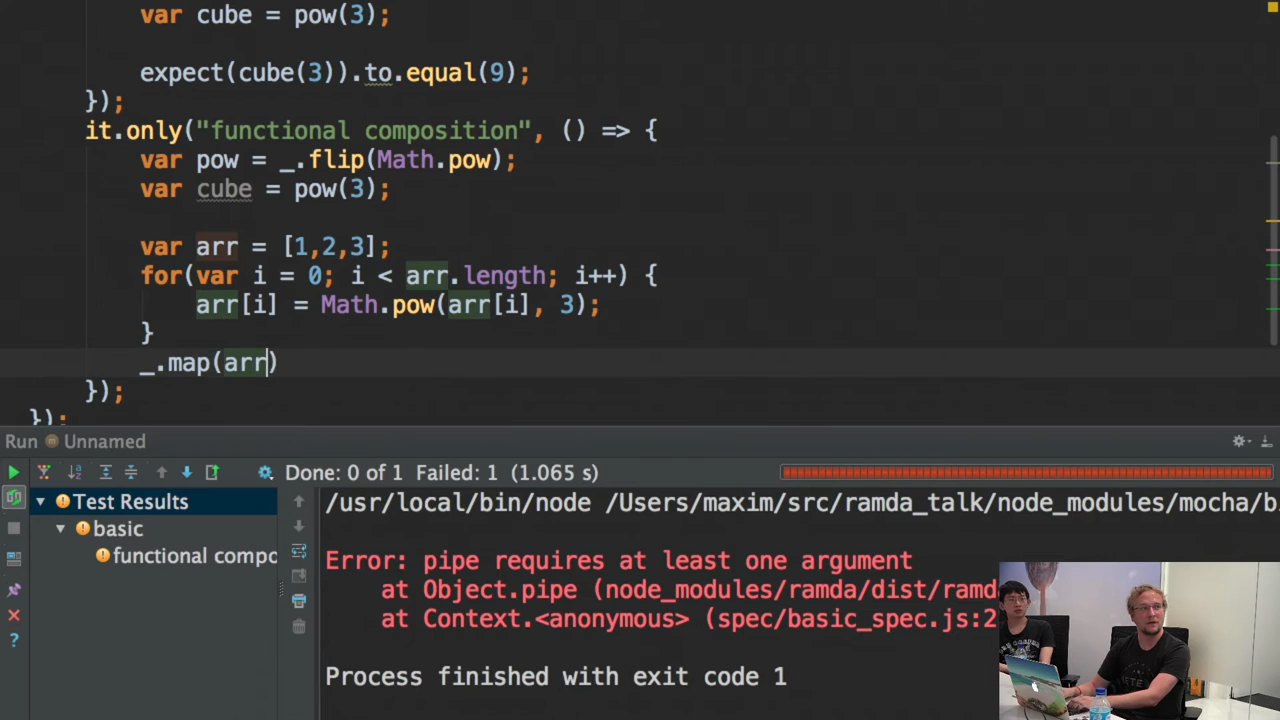 var cube = pow(3);
expect(cube(3)).to.equal(9);
});
it.only("functional composition", () => {
var pow = _.flip(Math.pow);
var cube = pow(3);
var arr = [1,2,3];
for(var i = 0; i < arr.length; i++) {
arr[i] = Math.pow(arr[i], 3);
}
_.map(arr)
});
});
Run Unnamed
Done: 0 of 1 Failed: 1 (1.065 s)
Test Results
basic
functional compo
/usr/local/bin/node /Users/maxim/src/ramda_talk/node_modules/mocha/bi
Error: pipe requires at least one argument
at Object.pipe (node_modules/ramda/dist/ramd
at Context.<anonymous> (spec/basic_spec.js:2
Process finished with exit code 1